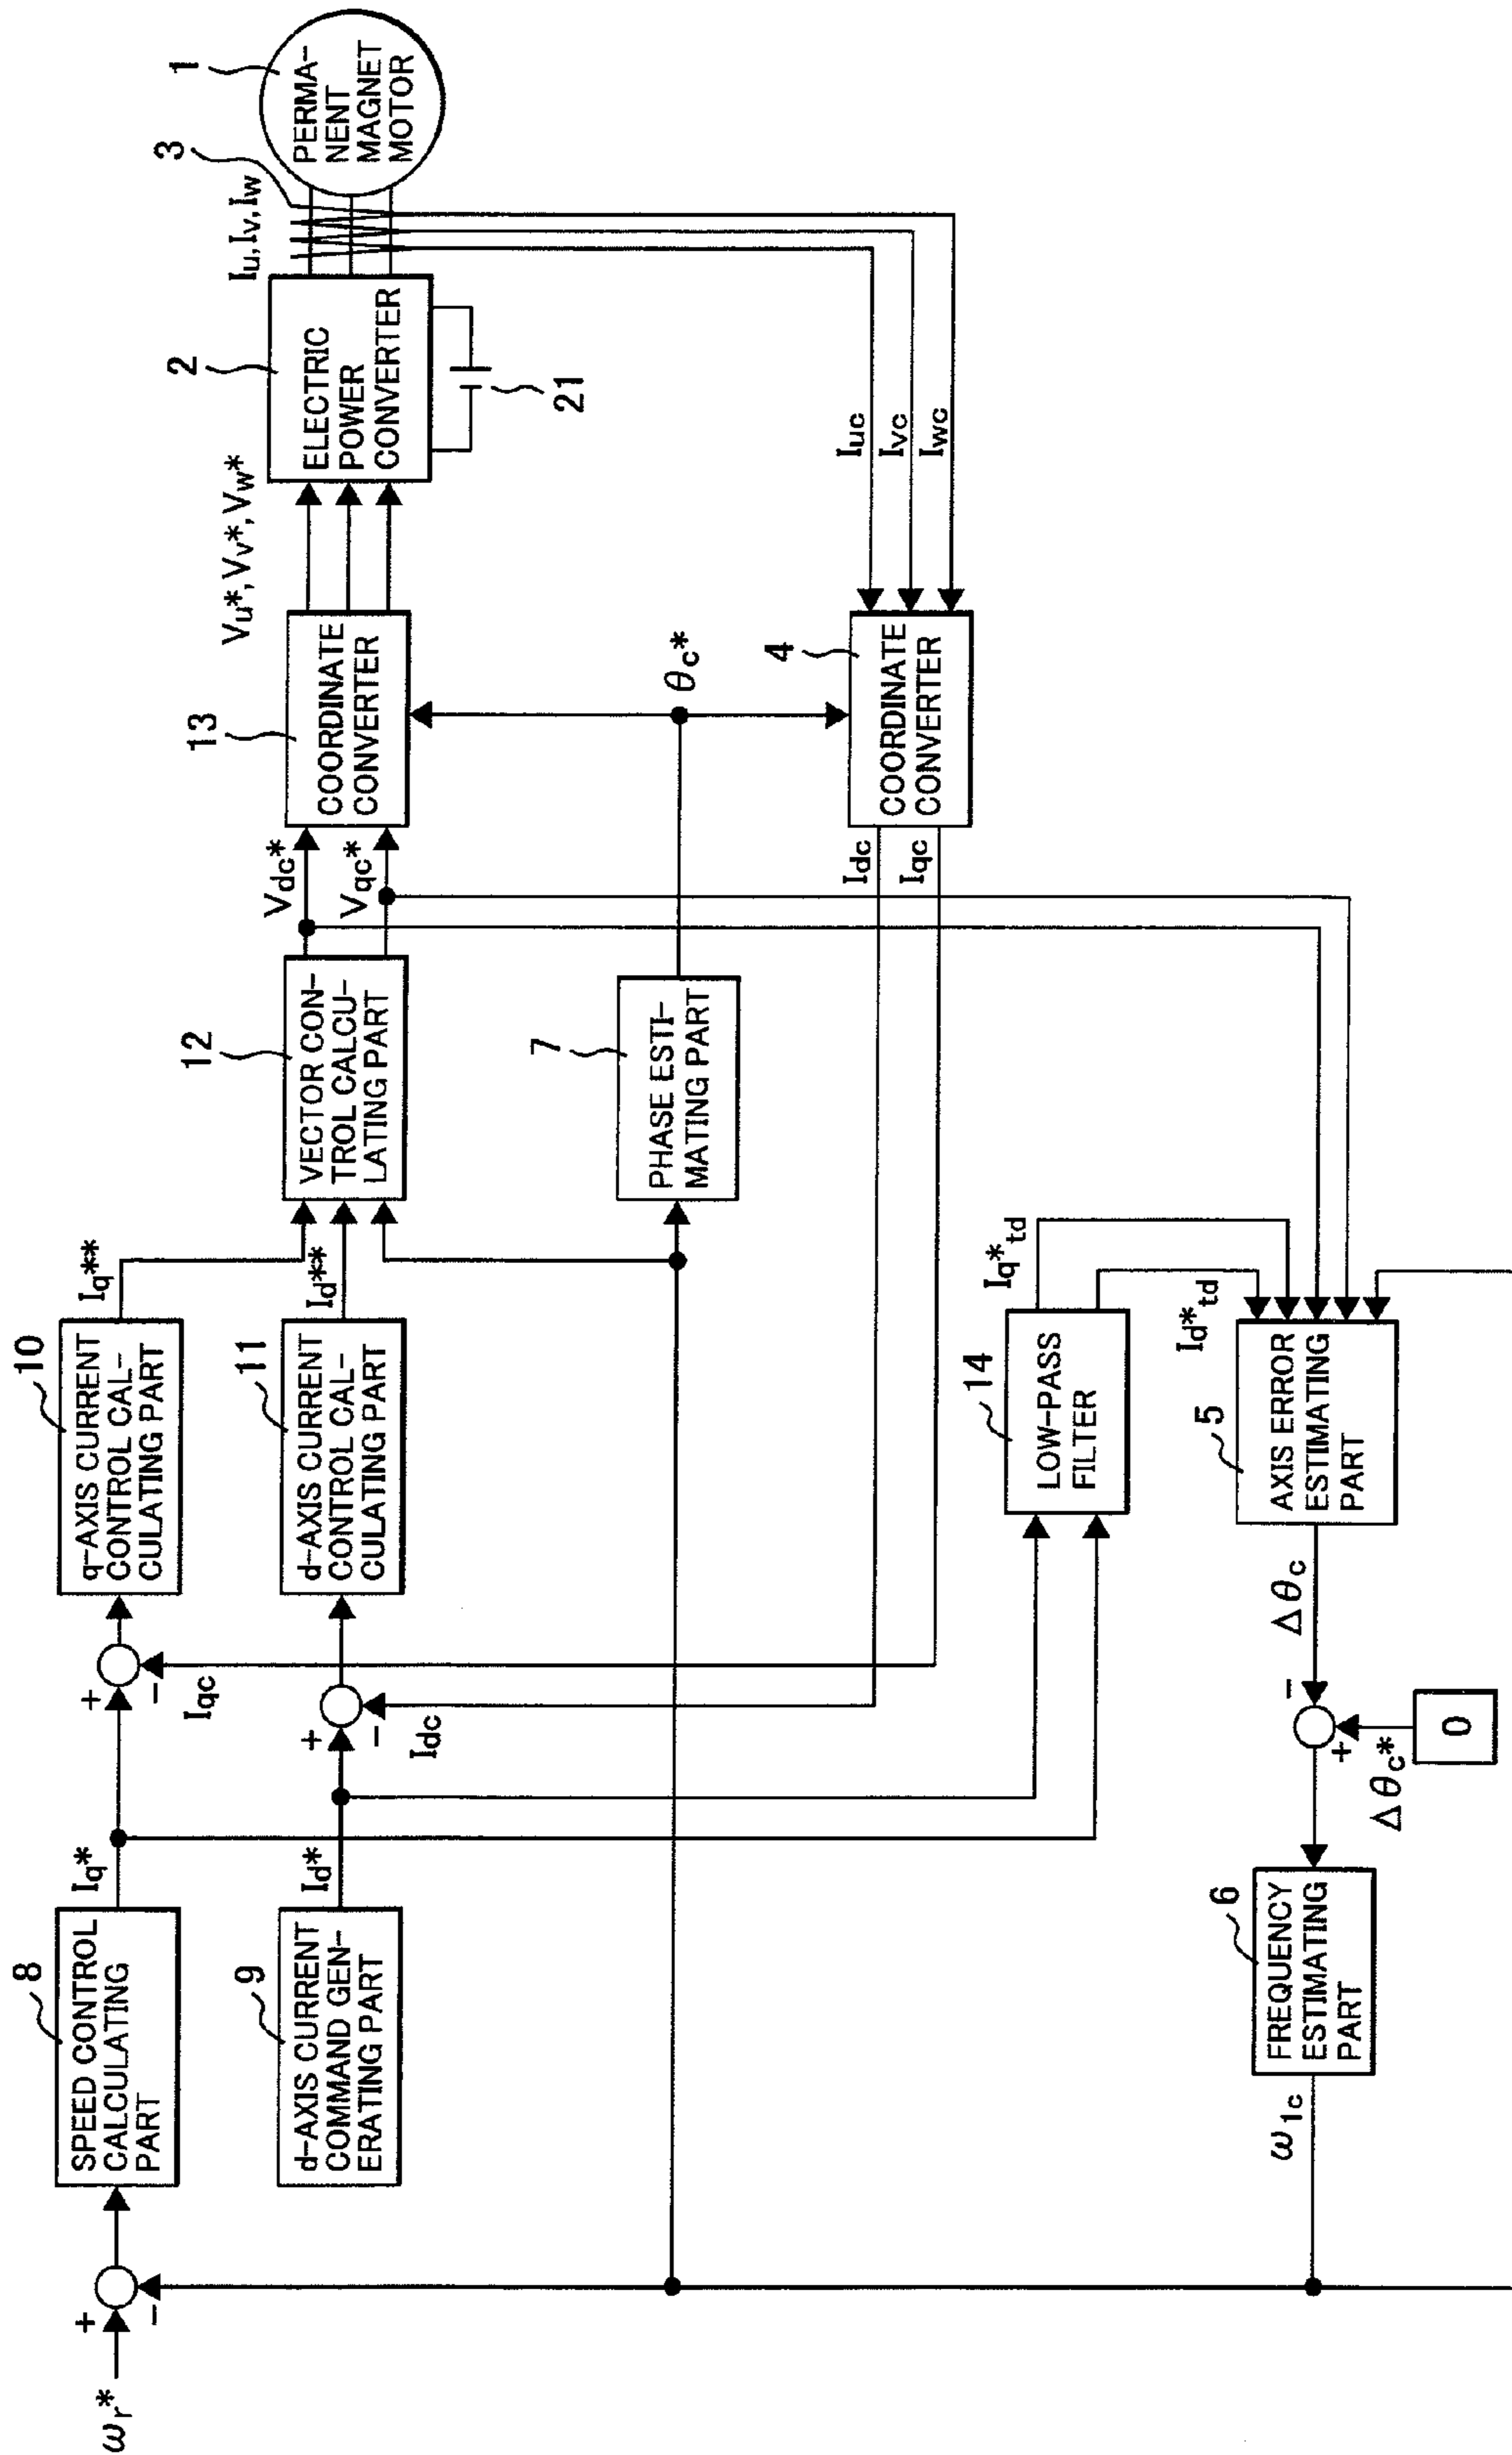 ωr*
+
−
8
SPEED CONTROL
CALCULATING
PART
Iq*
+
−
Iqc
10
q-AXIS CURRENT
CONTROL CAL-
CULATING PART
Iq**
9
d-AXIS CURRENT
COMMAND GEN-
ERATING PART
Id*
+
−
Idc
11
d-AXIS CURRENT
CONTROL CAL-
CULATING PART
Id**
12
VECTOR CON-
TROL CALCU-
LATING PART
Vdc*
Vqc*
13
COORDINATE
CONVERTER
Vu*, Vv*, Vw*
2
ELECTRIC
POWER
CONVERTER
21
Iu, Iv, Iw
3
1
PERMA-
NENT
MAGNET
MOTOR
7
PHASE ESTI-
MATING PART
θc*
4
COORDINATE
CONVERTER
Iuc
Ivc
Iwc
Idc
Iqc
14
LOW-PASS
FILTER
Iq*td
Id*td
5
AXIS ERROR
ESTIMATING
PART
Δθc
−
+
Δθc*
0
6
FREQUENCY
ESTIMATING
PART
ω1c